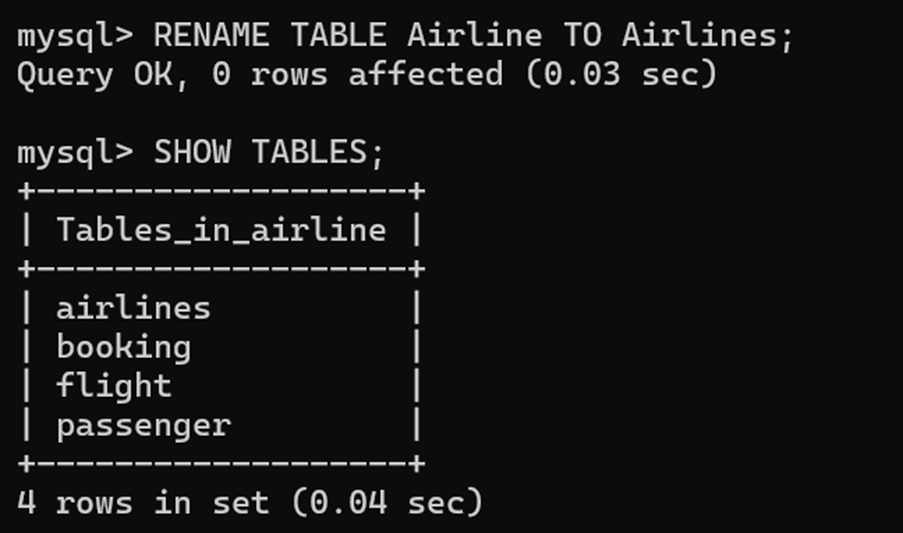 mysql> RENAME TABLE Airline TO Airlines;
Query OK, 0 rows affected (0.03 sec)
mysql> SHOW TABLES;
+-------------------+
| Tables_in_airline |
+-------------------+
| airlines          |
| booking           |
| flight            |
| passenger         |
+-------------------+
4 rows in set (0.04 sec)